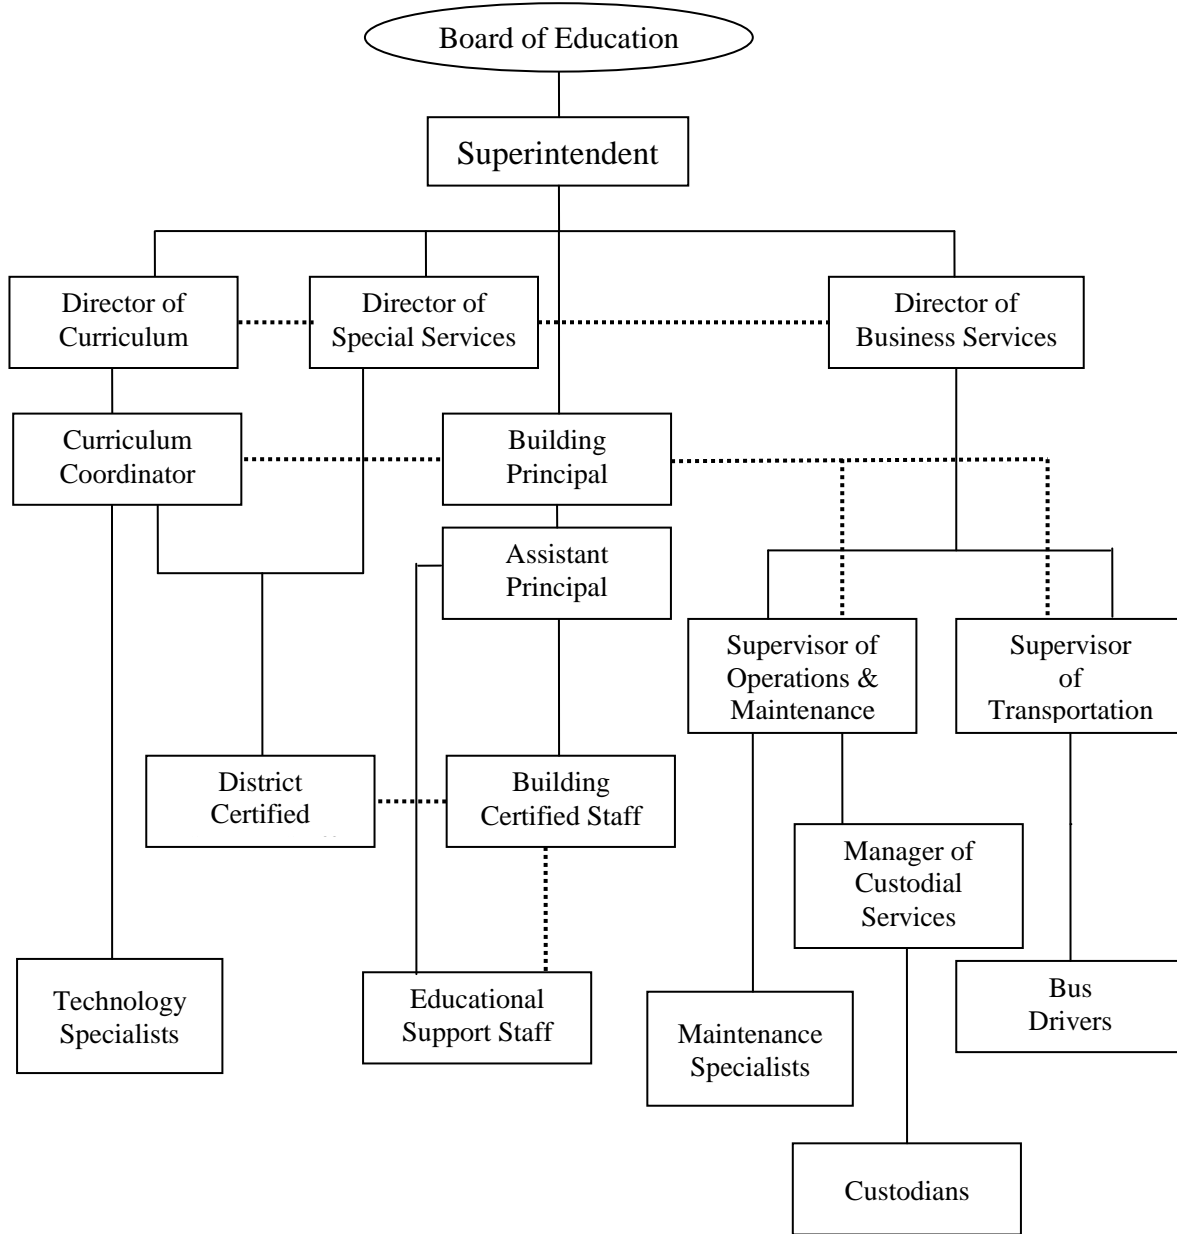 Board of Education
Superintendent
Director of
Curriculum
Director of
Special Services
Director of
Business Services
Curriculum
Coordinator
Building
Principal
Assistant
Principal
Supervisor of
Operations &
Maintenance
Supervisor
of
Transportation
District
Certified
Building
Certified Staff
Manager of
Custodial
Services
Technology
Specialists
Educational
Support Staff
Maintenance
Specialists
Bus
Drivers
Custodians